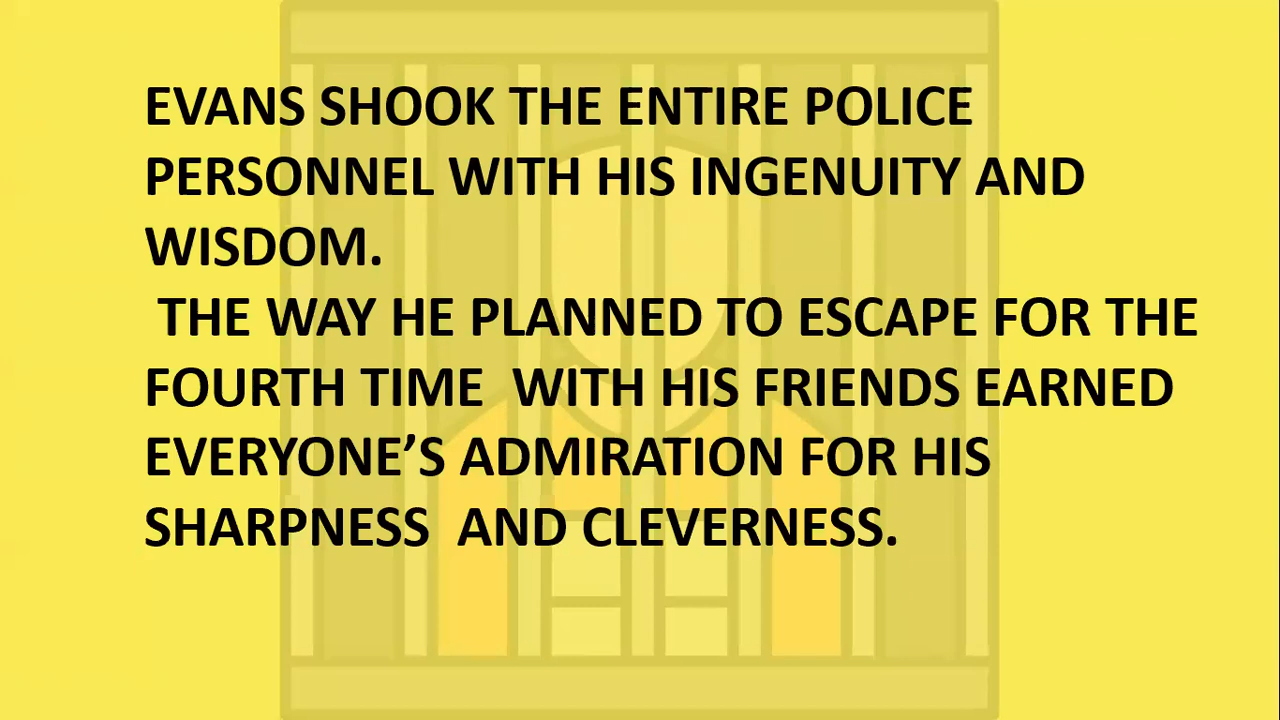 EVANS SHOOK THE ENTIRE POLICE
PERSONNEL WITH HIS INGENUITY AND
WISDOM.
THE WAY HE PLANNED TO ESCAPE FOR THE
FOURTH TIME  WITH HIS FRIENDS EARNED
EVERYONE’S ADMIRATION FOR HIS
SHARPNESS  AND CLEVERNESS.